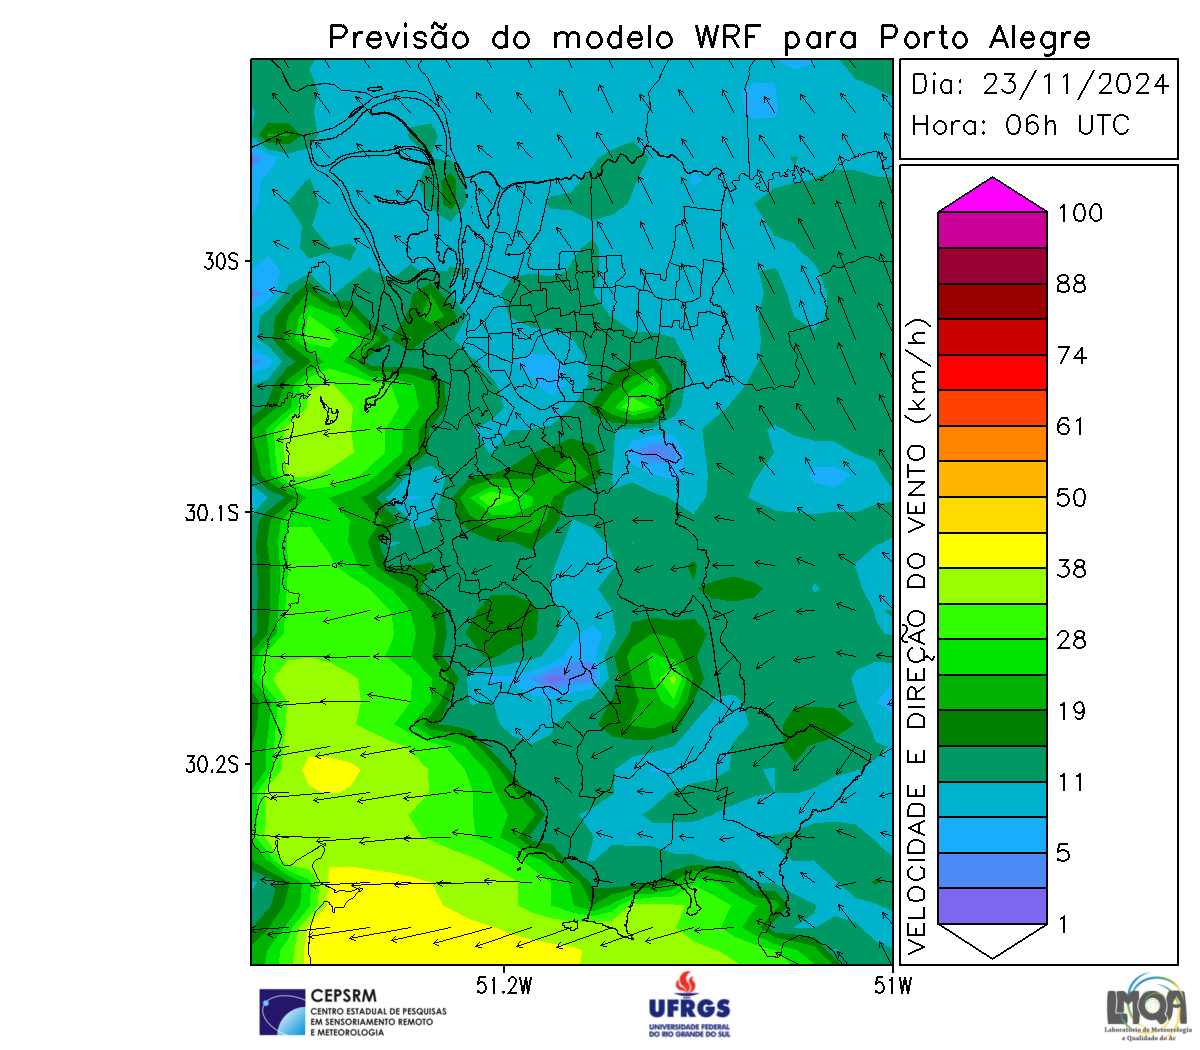 Previsão do modelo WRF para Porto Alegre
Dia: 23/11/2024
Hora: 06h UTC
30S
30.1S
30.2S
51.2W
51W
VELOCIDADE E DIREÇÃO DO VENTO (km/h)
100
88
74
61
50
38
28
19
11
5
1
CEPSRM
CENTRO ESTADUAL DE PESQUISAS
EM SENSORIAMENTO REMOTO
E METEOROLOGIA
UFRGS
UNIVERSIDADE FEDERAL
DO RIO GRANDE DO SUL
LMQA
Laboratório de Meteorologia
e Qualidade do Ar